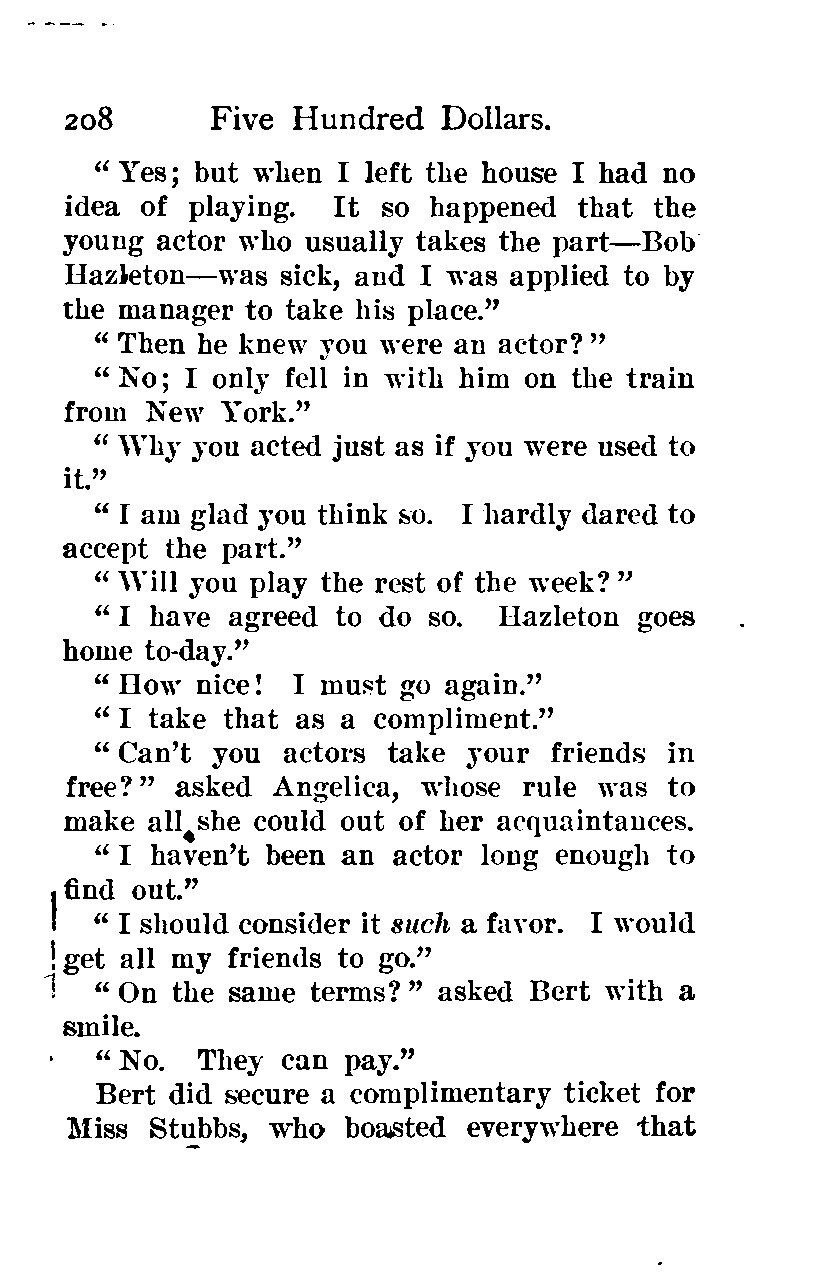 208 Five Hundred Dollars.
“ Yes; but when I left the house I had no
idea of playing. It so happened that the
young actor who usually takes the part—Bob
Hazleton—was sick, and I was applied to by
the manager to take his place.”
“ Then he knew you were an actor? ”
“ No; I only fell in with him on the train
from New York.”
“ Why you acted just as if you were used to
it.”
“ I am glad you think so. I hardly dared to
accept the part.”
“ Will you play the rest of the week? ”
“ I have agreed to do so. Hazleton goes
home to-day.”
“ How nice! I must go again.”
“ I take that as a compliment.”
“ Can’t you actors take your friends in
free? ” asked Angelica, whose rule was to
make all she could out of her acquaintances.
“ I haven’t been an actor long enough to
find out.”
“ I should consider it such a favor. I would
get all my friends to go.”
“ On the same terms? ” asked Bert with a
smile.
“ No. They can pay.”
Bert did secure a complimentary ticket for
Miss Stubbs, who boasted everywhere that